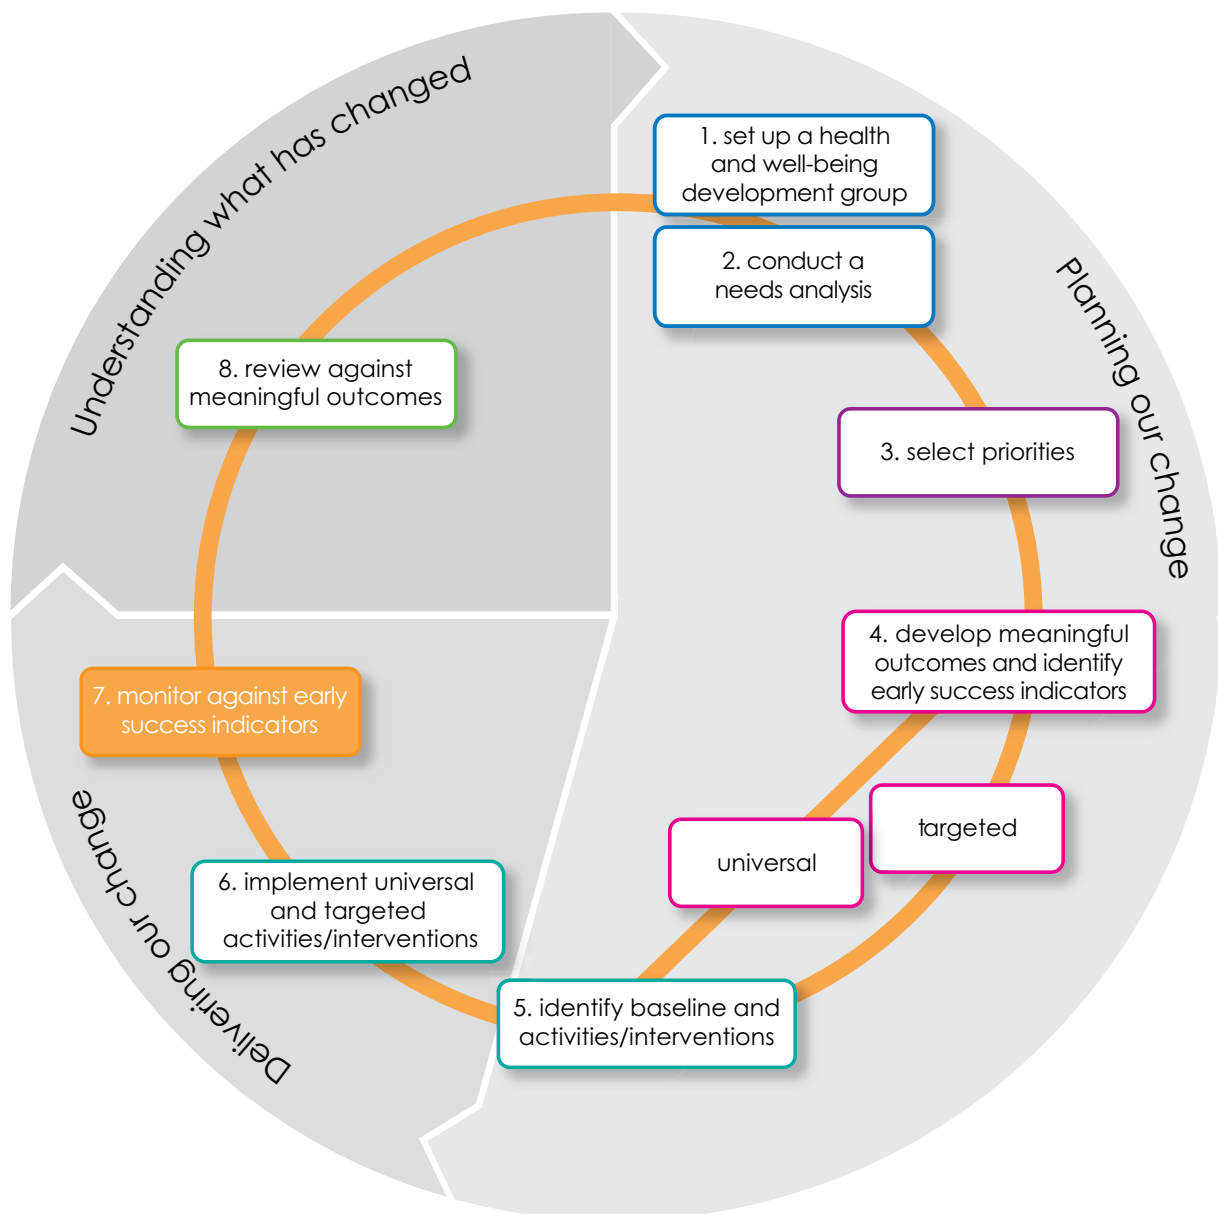 Understanding what has changed
Planning our change
Delivering our change
1. set up a health
and well-being
development group
2. conduct a
needs analysis
3. select priorities
4. develop meaningful
outcomes and identify
early success indicators
targeted
universal
5. identify baseline and
activities/interventions
6. implement universal
and targeted
activities/interventions
7. monitor against early
success indicators
8. review against
meaningful outcomes